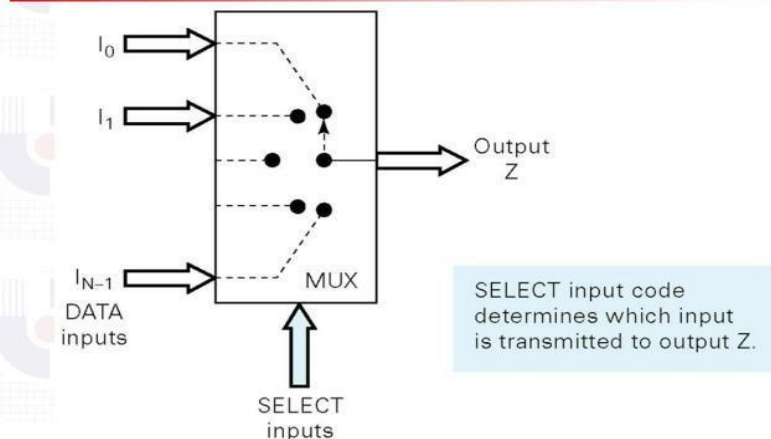 I₀
I₁
Output
Z
I_N–1
MUX
DATA
inputs
SELECT input code
determines which input
is transmitted to output Z.
SELECT
inputs